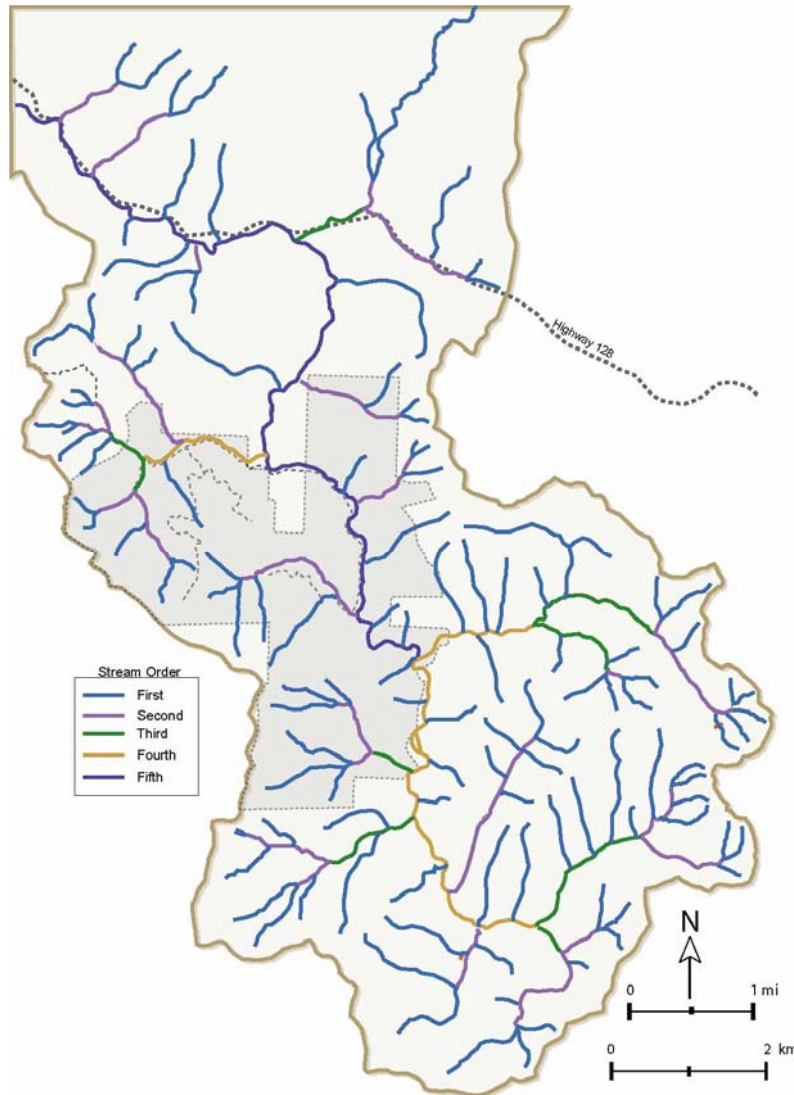 Highway 128
Stream Order
First
Second
Third
Fourth
Fifth
N
0 1 mi
0 2 km